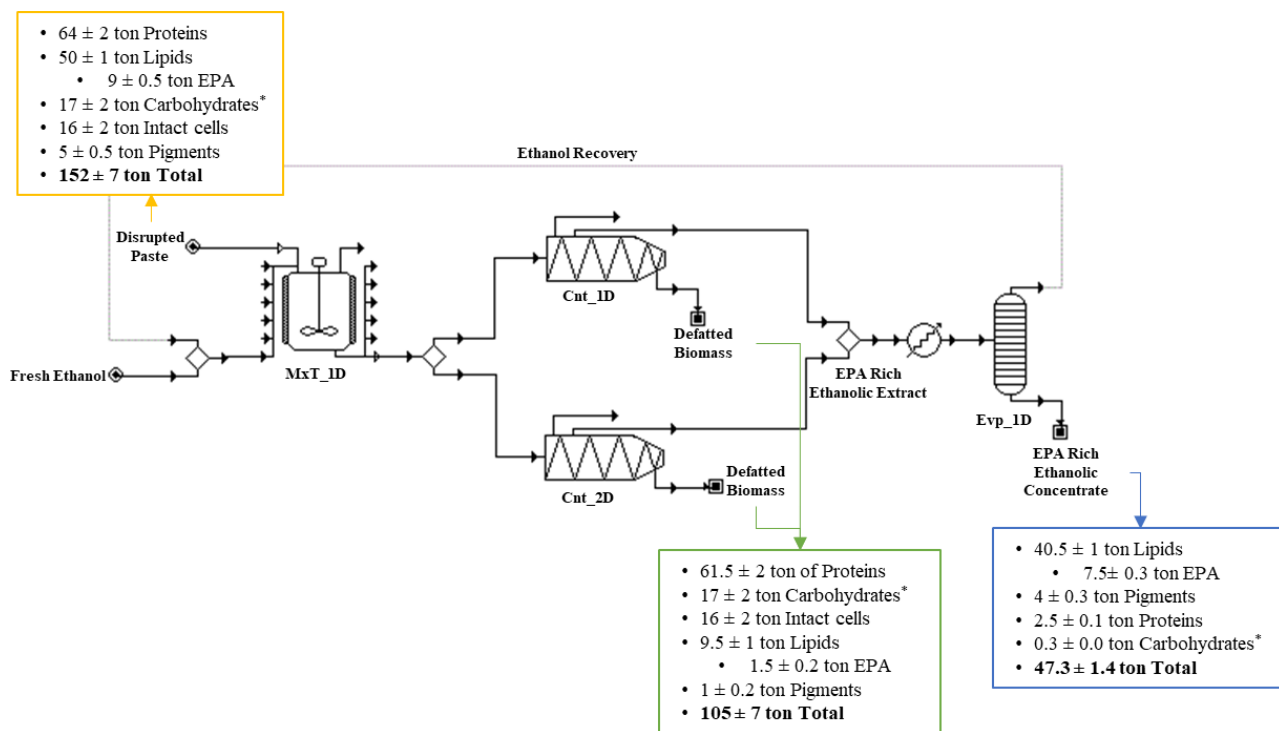 • 64 ± 2 ton Proteins
• 50 ± 1 ton Lipids
• 9 ± 0.5 ton EPA
• 17 ± 2 ton Carbohydrates*
• 16 ± 2 ton Intact cells
• 5 ± 0.5 ton Pigments
• 152 ± 7 ton Total
Ethanol Recovery
Disrupted
Paste
Fresh Ethanol
MxT_1D
Cnt_1D
Defatted
Biomass
Cnt_2D
Defatted
Biomass
EPA Rich
Ethanolic Extract
Evp_1D
EPA Rich
Ethanolic
Concentrate
• 61.5 ± 2 ton of Proteins
• 17 ± 2 ton Carbohydrates*
• 16 ± 2 ton Intact cells
• 9.5 ± 1 ton Lipids
• 1.5 ± 0.2 ton EPA
• 1 ± 0.2 ton Pigments
• 105 ± 7 ton Total
• 40.5 ± 1 ton Lipids
• 7.5± 0.3 ton EPA
• 4 ± 0.3 ton Pigments
• 2.5 ± 0.1 ton Proteins
• 0.3 ± 0.0 ton Carbohydrates*
• 47.3 ± 1.4 ton Total